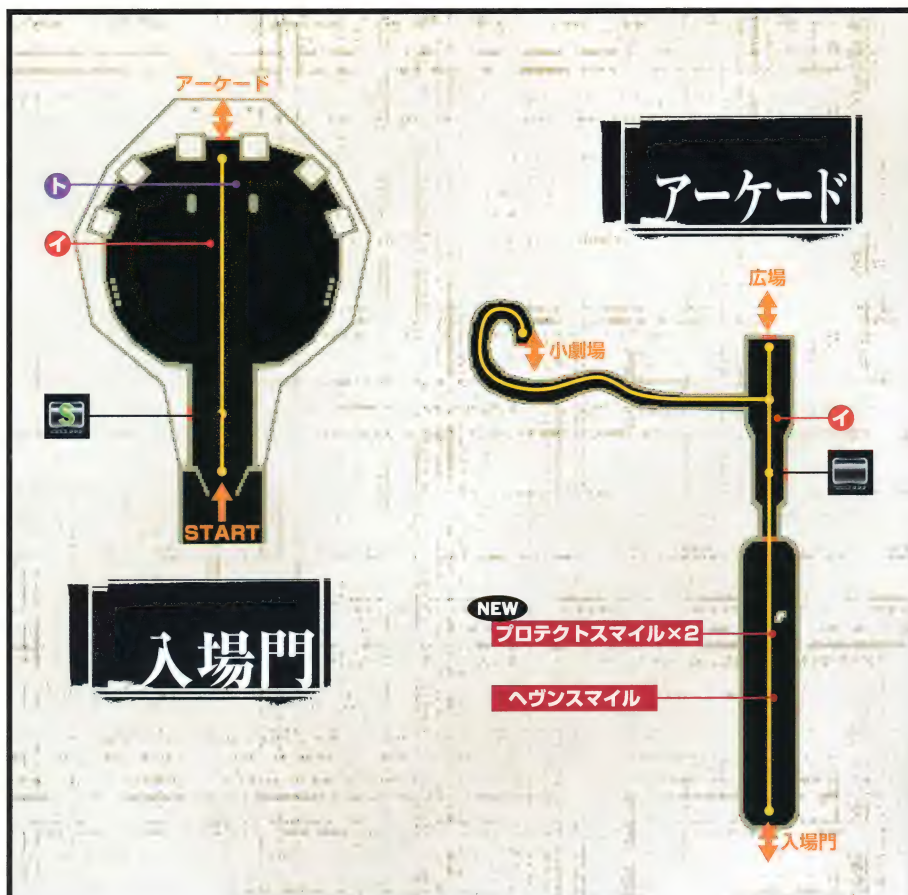 アーケード
ト
イ
S
START
入場門
アーケード
広場
小劇場
イ
NEW
プロテクトスマイル×2
ヘヴンスマイル
入場門